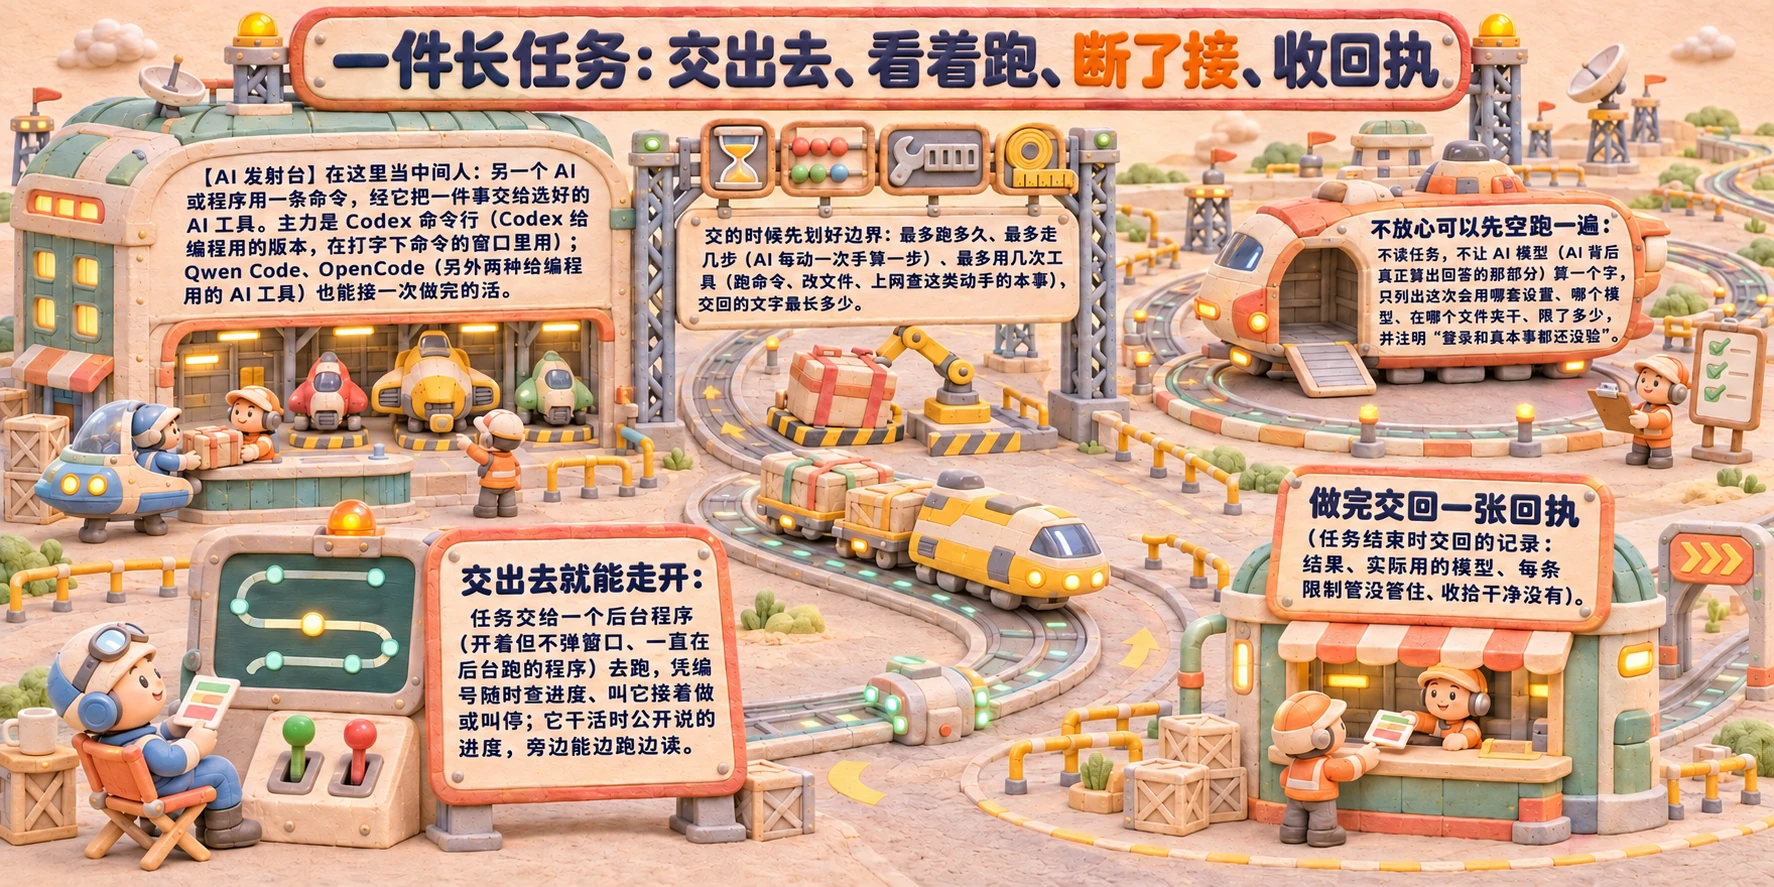 一件长任务：交出去、看着跑、断了接、收回执
【AI 发射台】在这里当中间人：另一个 AI
或程序用一条命令，经它把一件事交给选好的
AI 工具。主力是 Codex 命令行（Codex 给
编程用的版本，在打字下命令的窗口里用）；
Qwen Code、OpenCode（另外两种给编程
用的 AI 工具）也能接一次做完的活。
交的时候先划好边界：最多跑多久、最多走
几步（AI 每动一次手算一步）、最多用几次工
具（跑命令、改文件、上网查这类动手的本事），
交回的文字最长多少。
不放心可以先空跑一遍：
不读任务，不让 AI 模型（AI 背后
真正算出回答的那部分）算一个字，
只列出这次会用哪套设置、哪个模
型、在哪个文件夹干、限了多少，
并注明“登录和真本事都还没验”。
交出去就能走开：
任务交给一个后台程序
（开着但不弹窗口、一直在
后台跑的程序）去跑，凭编
号随时查进度、叫它接着做
或叫停；它干活时公开说的
进度，旁边能边跑边读。
做完交回一张回执
（任务结束时交回的记录：
结果、实际用的模型、每条
限制管没管住、收拾干净没有）。